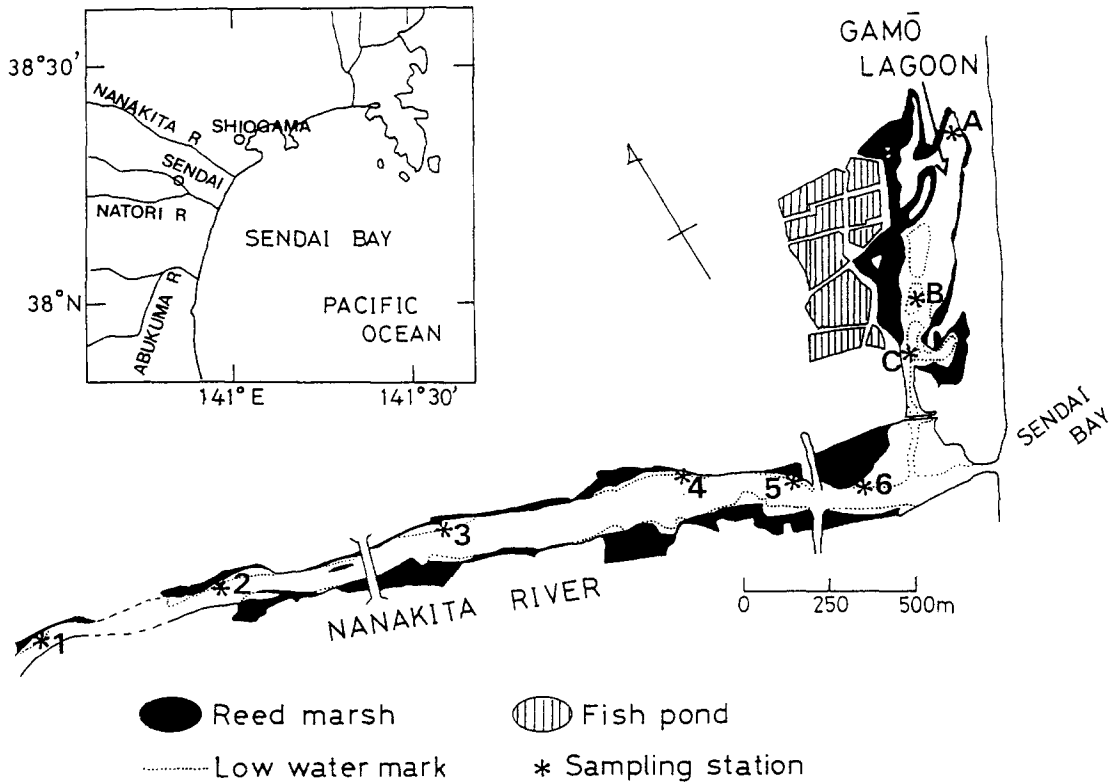 38°30'
NANAKITA R
SHIOGAMA
SENDAI
NATORI R
SENDAI BAY
38°N
ABUKUMA R
PACIFIC
OCEAN
141°E
141°30'
GAMŌ
LAGOON
A
B
C
SENDAI
BAY
1
2
3
4
5
6
NANAKITA RIVER
0 250 500m
Reed marsh
Fish pond
Low water mark
* Sampling station